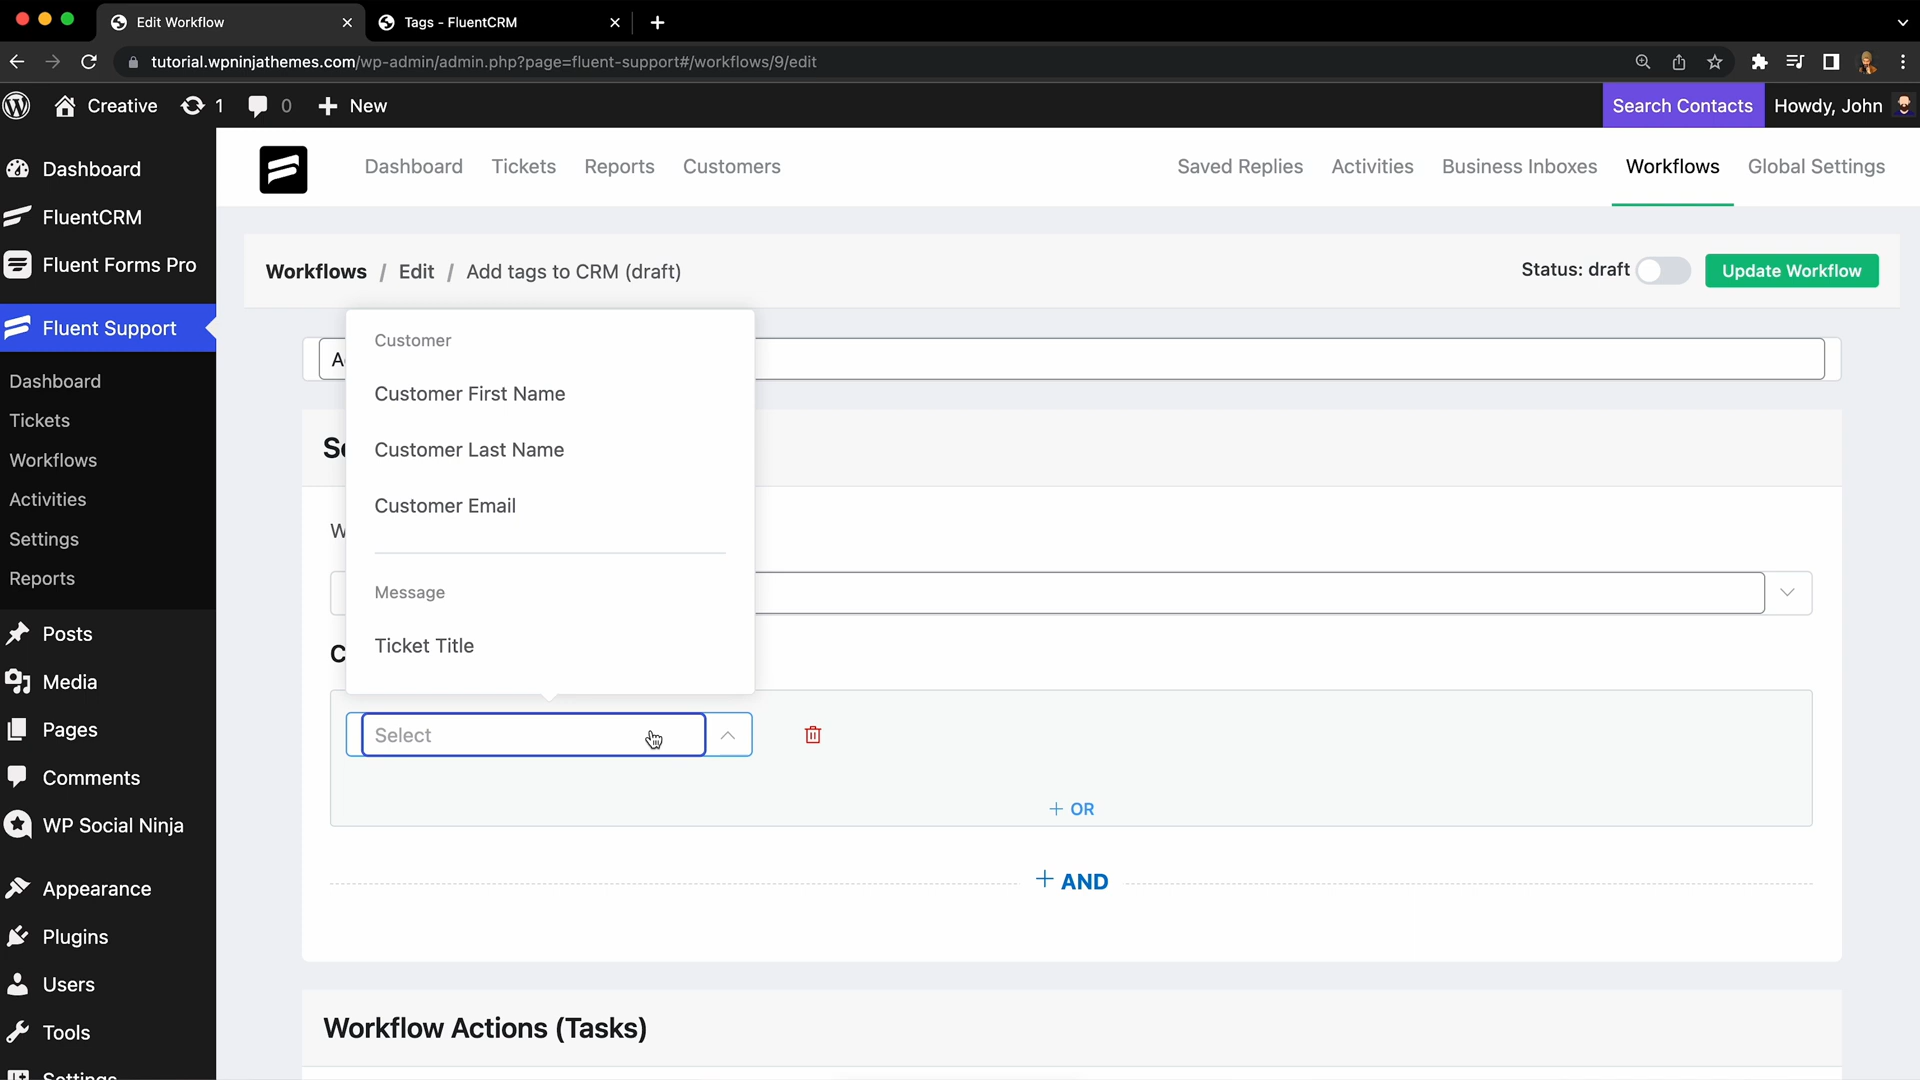 Edit Workflow
Tags - FluentCRM
tutorial.wpninjathemes.com/wp-admin/admin.php?page=fluent-support#/workflows/9/edit
Creative
1
0
New
Search Contacts
Howdy, John
Dashboard
FluentCRM
Fluent Forms Pro
Fluent Support
Dashboard
Tickets
Workflows
Activities
Settings
Reports
Posts
Media
Pages
Comments
WP Social Ninja
Appearance
Plugins
Users
Tools
Settings
Dashboard
Tickets
Reports
Customers
Saved Replies
Activities
Business Inboxes
Workflows
Global Settings
Workflows / Edit / Add tags to CRM (draft)
Status: draft
Update Workflow
Customer
Customer First Name
Customer Last Name
Customer Email
Message
Ticket Title
Select
+ OR
+ AND
Workflow Actions (Tasks)